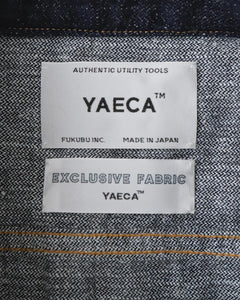 AUTHENTIC UTILITY TOOLS
YAECA™
FUKUBU INC. MADE IN JAPAN
EXCLUSIVE FABRIC
YAECA™